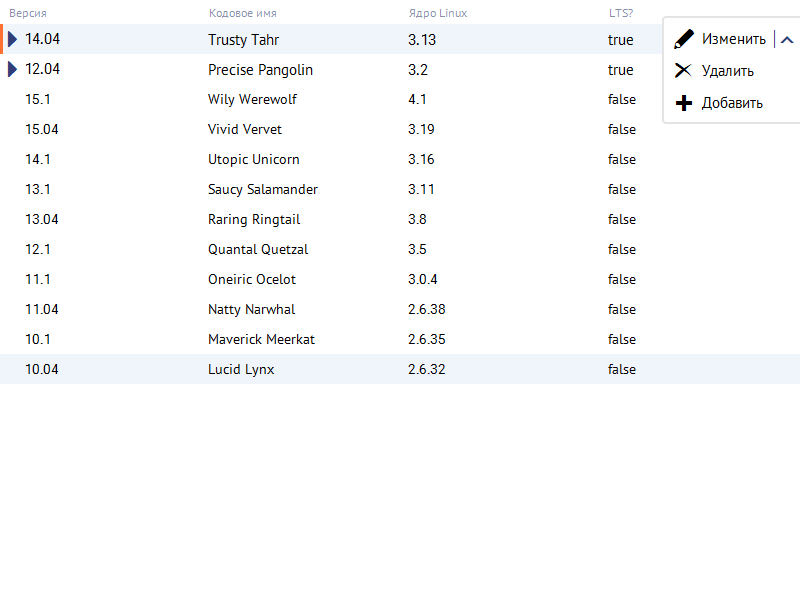 Версия Кодовое имя Ядро Linux LTS?
14.04 Trusty Tahr 3.13 true Изменить
12.04 Precise Pangolin 3.2 true Удалить
15.1 Wily Werewolf 4.1 false Добавить
15.04 Vivid Vervet 3.19 false
14.1 Utopic Unicorn 3.16 false
13.1 Saucy Salamander 3.11 false
13.04 Raring Ringtail 3.8 false
12.1 Quantal Quetzal 3.5 false
11.1 Oneiric Ocelot 3.0.4 false
11.04 Natty Narwhal 2.6.38 false
10.1 Maverick Meerkat 2.6.35 false
10.04 Lucid Lynx 2.6.32 false